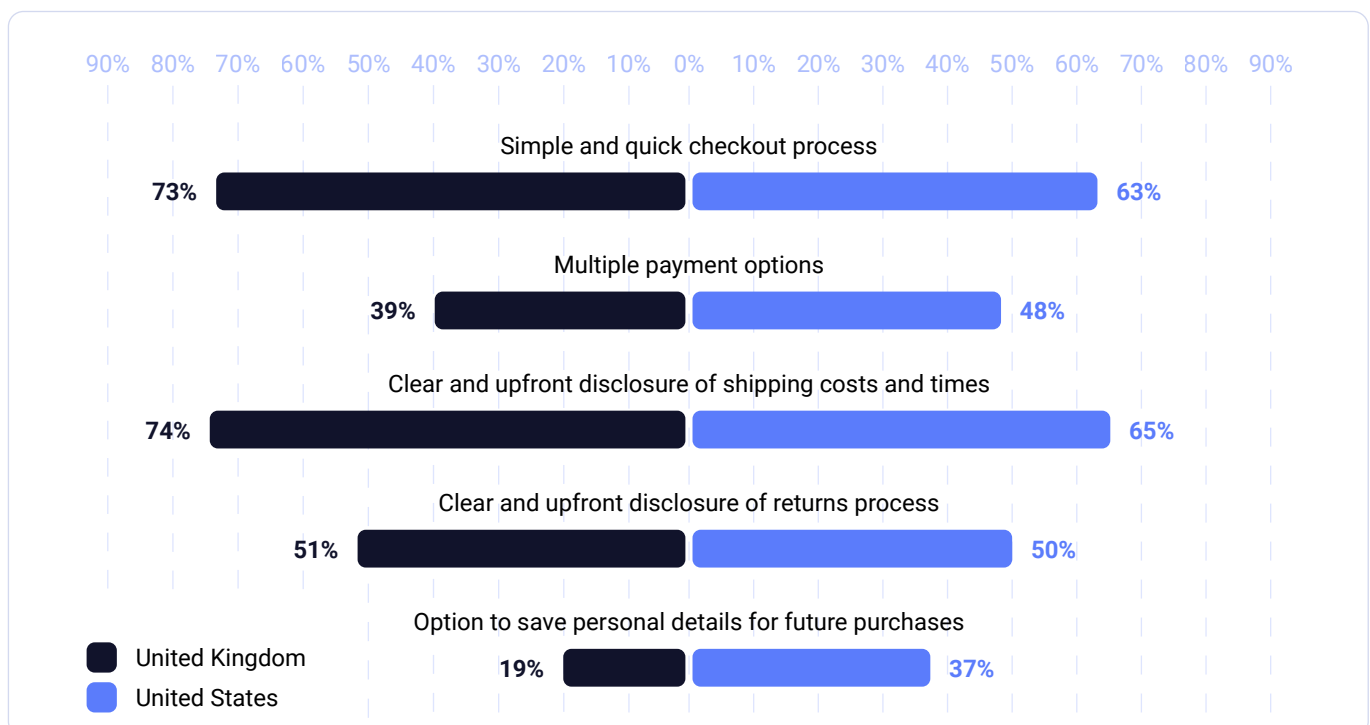 90% 80% 70% 60% 50% 40% 30% 20% 10% 0% 10% 20% 30% 40% 50% 60% 70% 80% 90%
Simple and quick checkout process
73% 63%
Multiple payment options
39% 48%
Clear and upfront disclosure of shipping costs and times
74% 65%
Clear and upfront disclosure of returns process
51% 50%
Option to save personal details for future purchases
19% 37%
United Kingdom
United States